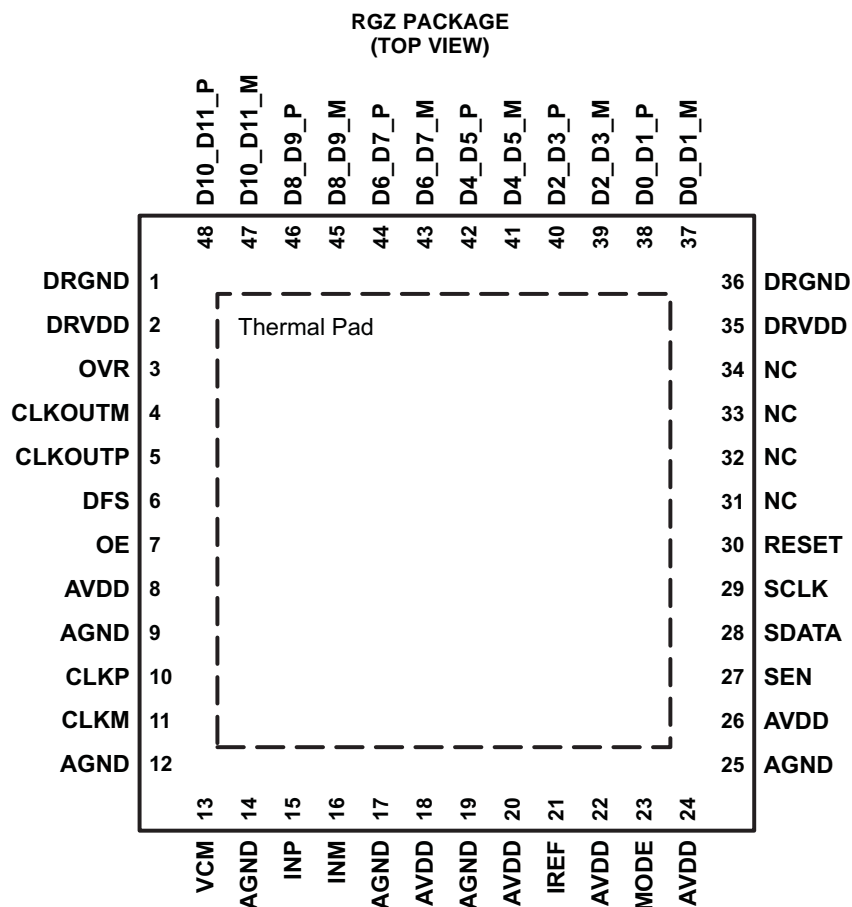 RGZ PACKAGE
(TOP VIEW)
D10_D11_P
D10_D11_M
D8_D9_P
D8_D9_M
D6_D7_P
D6_D7_M
D4_D5_P
D4_D5_M
D2_D3_P
D2_D3_M
D0_D1_P
D0_D1_M
48 47 46 45 44 43 42 41 40 39 38 37
DRGND 1
DRVDD 2
OVR 3
CLKOUTM 4
CLKOUTP 5
DFS 6
OE 7
AVDD 8
AGND 9
CLKP 10
CLKM 11
AGND 12
Thermal Pad
36 DRGND
35 DRVDD
34 NC
33 NC
32 NC
31 NC
30 RESET
29 SCLK
28 SDATA
27 SEN
26 AVDD
25 AGND
13 14 15 16 17 18 19 20 21 22 23 24
VCM
AGND
INP
INM
AGND
AVDD
AGND
AVDD
IREF
AVDD
MODE
AVDD